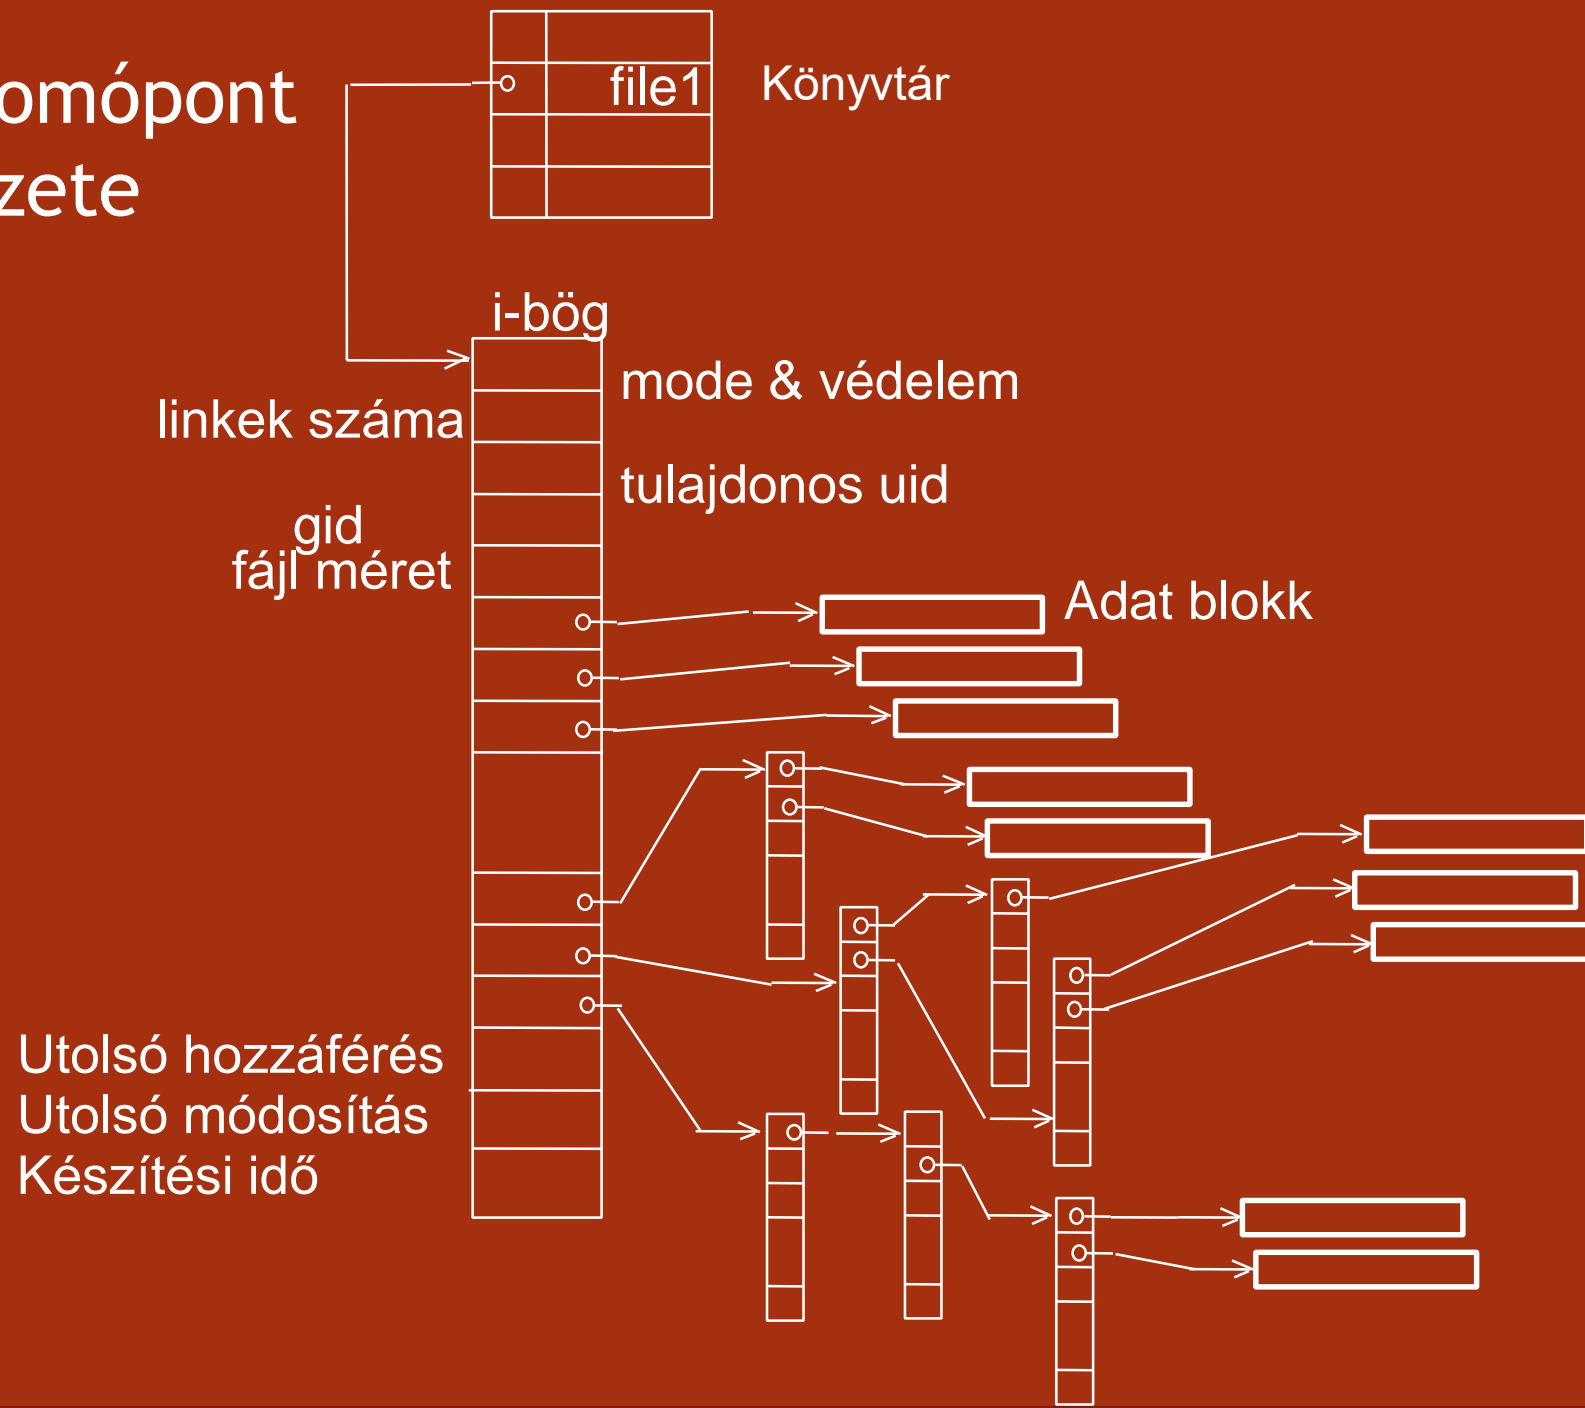 omópont
zete
file1
Könyvtár
i-bög
mode & védelem
linkek száma
tulajdonos uid
gid
fájl méret
Adat blokk
Utolsó hozzáférés
Utolsó módosítás
Készítési idő